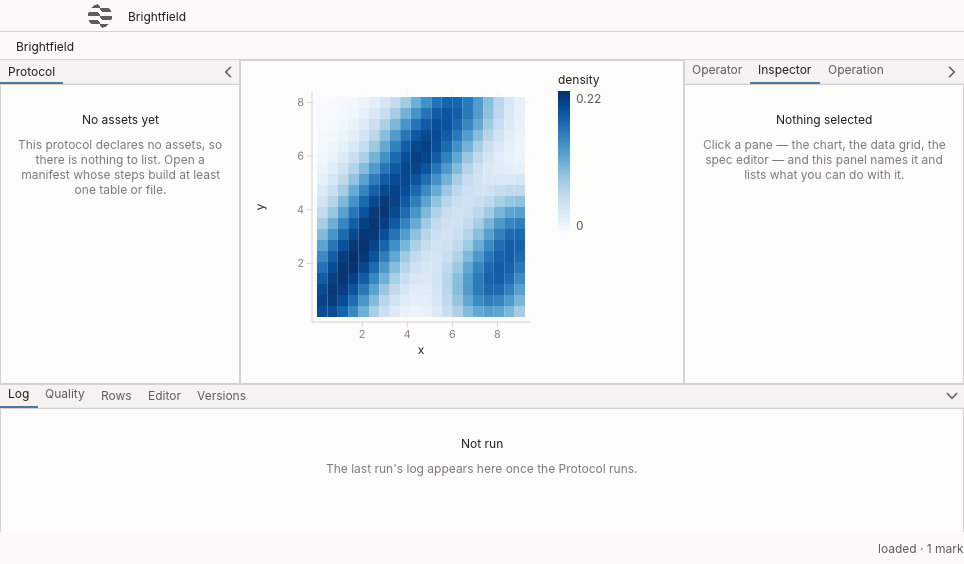 Brightfield
Brightfield
Protocol
No assets yet
This protocol declares no assets, so
there is nothing to list. Open a
manifest whose steps build at least
one table or file.
density
0.22
0
8
6
4
2
y
2 4 6 8
x
Operator Inspector Operation
Nothing selected
Click a pane — the chart, the data grid, the
spec editor — and this panel names it and
lists what you can do with it.
Log Quality Rows Editor Versions
Not run
The last run's log appears here once the Protocol runs.
loaded · 1 mark